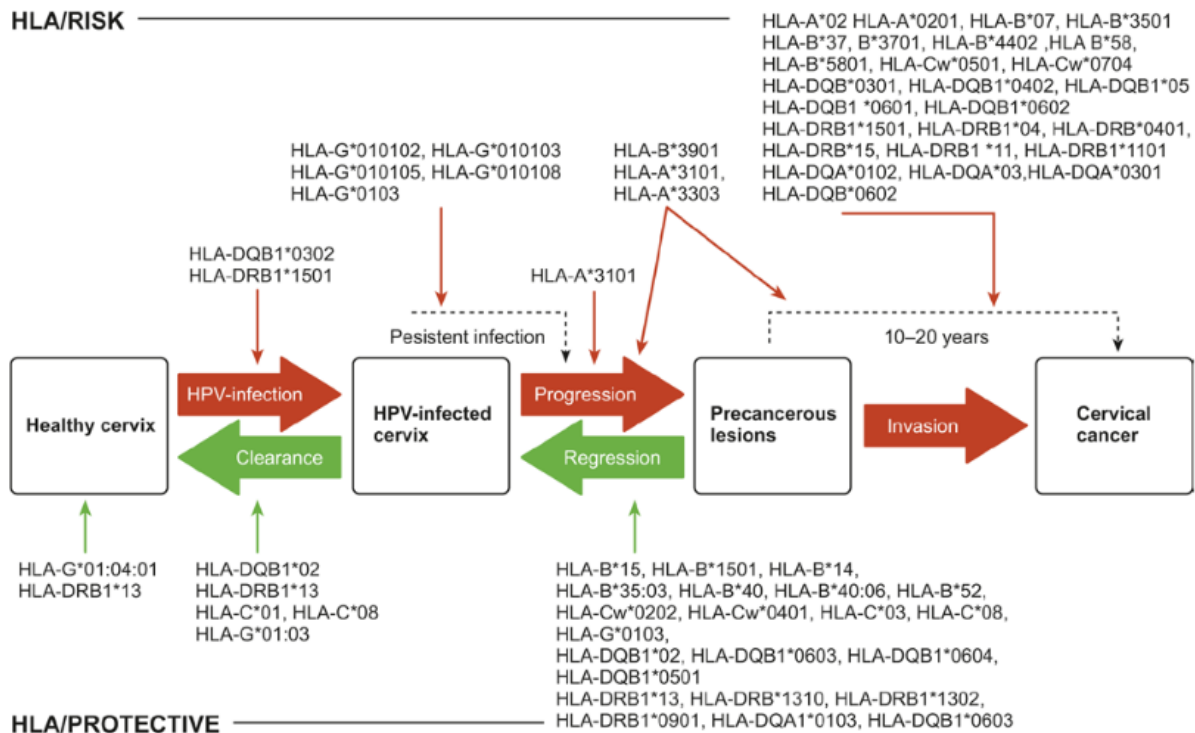 HLA/RISK
HLA-A*02 HLA-A*0201, HLA-B*07, HLA-B*3501
HLA-B*37, B*3701, HLA-B*4402 ,HLA B*58,
HLA-B*5801, HLA-Cw*0501, HLA-Cw*0704
HLA-DQB*0301, HLA-DQB1*0402, HLA-DQB1*05
HLA-DQB1 *0601, HLA-DQB1*0602
HLA-DRB1*1501, HLA-DRB1*04, HLA-DRB*0401,
HLA-DRB*15, HLA-DRB1 *11, HLA-DRB1*1101
HLA-DQA*0102, HLA-DQA*03,HLA-DQA*0301
HLA-DQB*0602
HLA-G*010102, HLA-G*010103
HLA-G*010105, HLA-G*010108
HLA-G*0103
HLA-B*3901
HLA-A*3101,
HLA-A*3303
HLA-DQB1*0302
HLA-DRB1*1501
HLA-A*3101
Pesistent infection
10–20 years
Healthy cervix
HPV-infection
Clearance
HPV-infected
cervix
Progression
Regression
Precancerous
lesions
Invasion
Cervical
cancer
HLA-G*01:04:01
HLA-DRB1*13
HLA-DQB1*02
HLA-DRB1*13
HLA-C*01, HLA-C*08
HLA-G*01:03
HLA-B*15, HLA-B*1501, HLA-B*14,
HLA-B*35:03, HLA-B*40, HLA-B*40:06, HLA-B*52,
HLA-Cw*0202, HLA-Cw*0401, HLA-C*03, HLA-C*08,
HLA-G*0103,
HLA-DQB1*02, HLA-DQB1*0603, HLA-DQB1*0604,
HLA-DQB1*0501
HLA-DRB1*13, HLA-DRB*1310, HLA-DRB1*1302,
HLA-DRB1*0901, HLA-DQA1*0103, HLA-DQB1*0603
HLA/PROTECTIVE